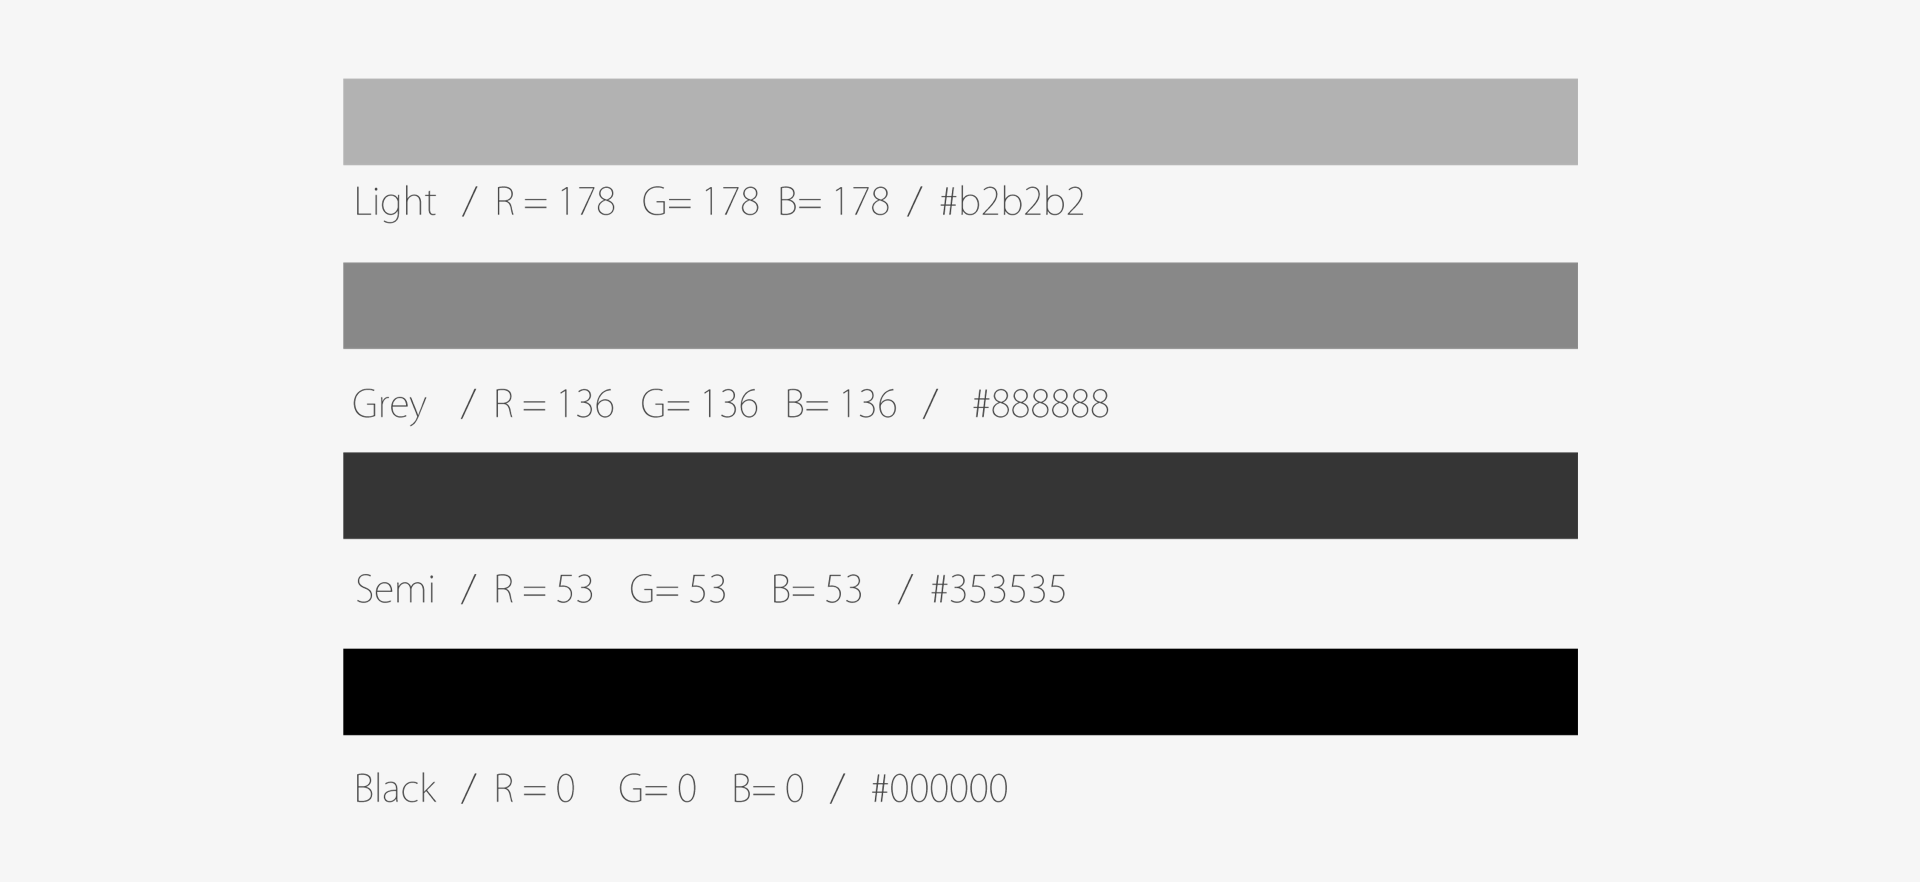 Light / R = 178 G= 178 B= 178 / #b2b2b2
Grey / R = 136 G= 136 B= 136 / #888888
Semi / R = 53 G= 53 B= 53 / #353535
Black / R = 0 G= 0 B= 0 / #000000